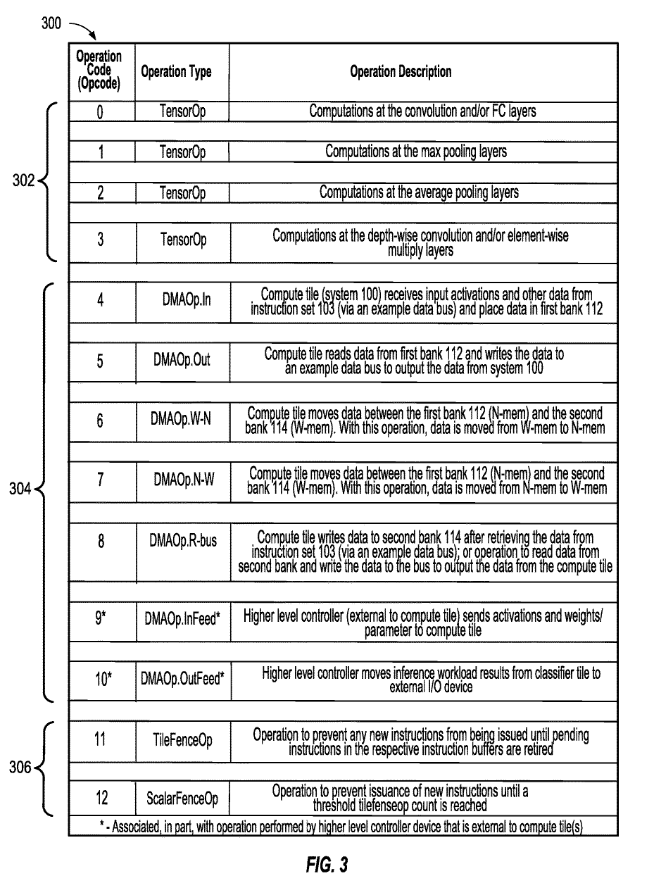 300
Operation Code (Opcode) Operation Type Operation Description
302
0 TensorOp Computations at the convolution and/or FC layers
1 TensorOp Computations at the max pooling layers
2 TensorOp Computations at the average pooling layers
3 TensorOp Computations at the depth-wise convolution and/or element-wise
multiply layers
304
4 DMAOp.In Compute tile (system 100) receives input activations and other data from
instruction set 103 (via an example data bus) and place data in first bank 112
5 DMAOp.Out Compute tile reads data from first bank 112 and writes the data to
an example data bus to output the data from system 100
6 DMAOp.W-N Compute tile moves data between the first bank 112 (N-mem) and the second
bank 114 (W-mem). With this operation, data is moved from W-mem to N-mem
7 DMAOp.N-W Compute tile moves data between the first bank 112 (N-mem) and the second
bank 114 (W-mem). With this operation, data is moved from N-mem to W-mem
8 DMAOp.R-bus Compute tile writes data to second bank 114 after retrieving the data from
instruction set 103 (via an example data bus); or operation to read data from
second bank and write the data to the bus to output the data from the compute tile
9* DMAOp.InFeed* Higher level controller (external to compute tile) sends activations and weights/
parameter to compute tile
10* DMAOp.OutFeed* Higher level controller moves inference workload results from classifier tile to
external I/O device
306
11 TileFenceOp Operation to prevent any new instructions from being issued until pending
instructions in the respective instruction buffers are retired
12 ScalarFenceOp Operation to prevent issuance of new instructions until a
threshold tilefenseop count is reached
* - Associated, in part, with operation performed by higher level controller device that is external to compute tile(s)
FIG. 3